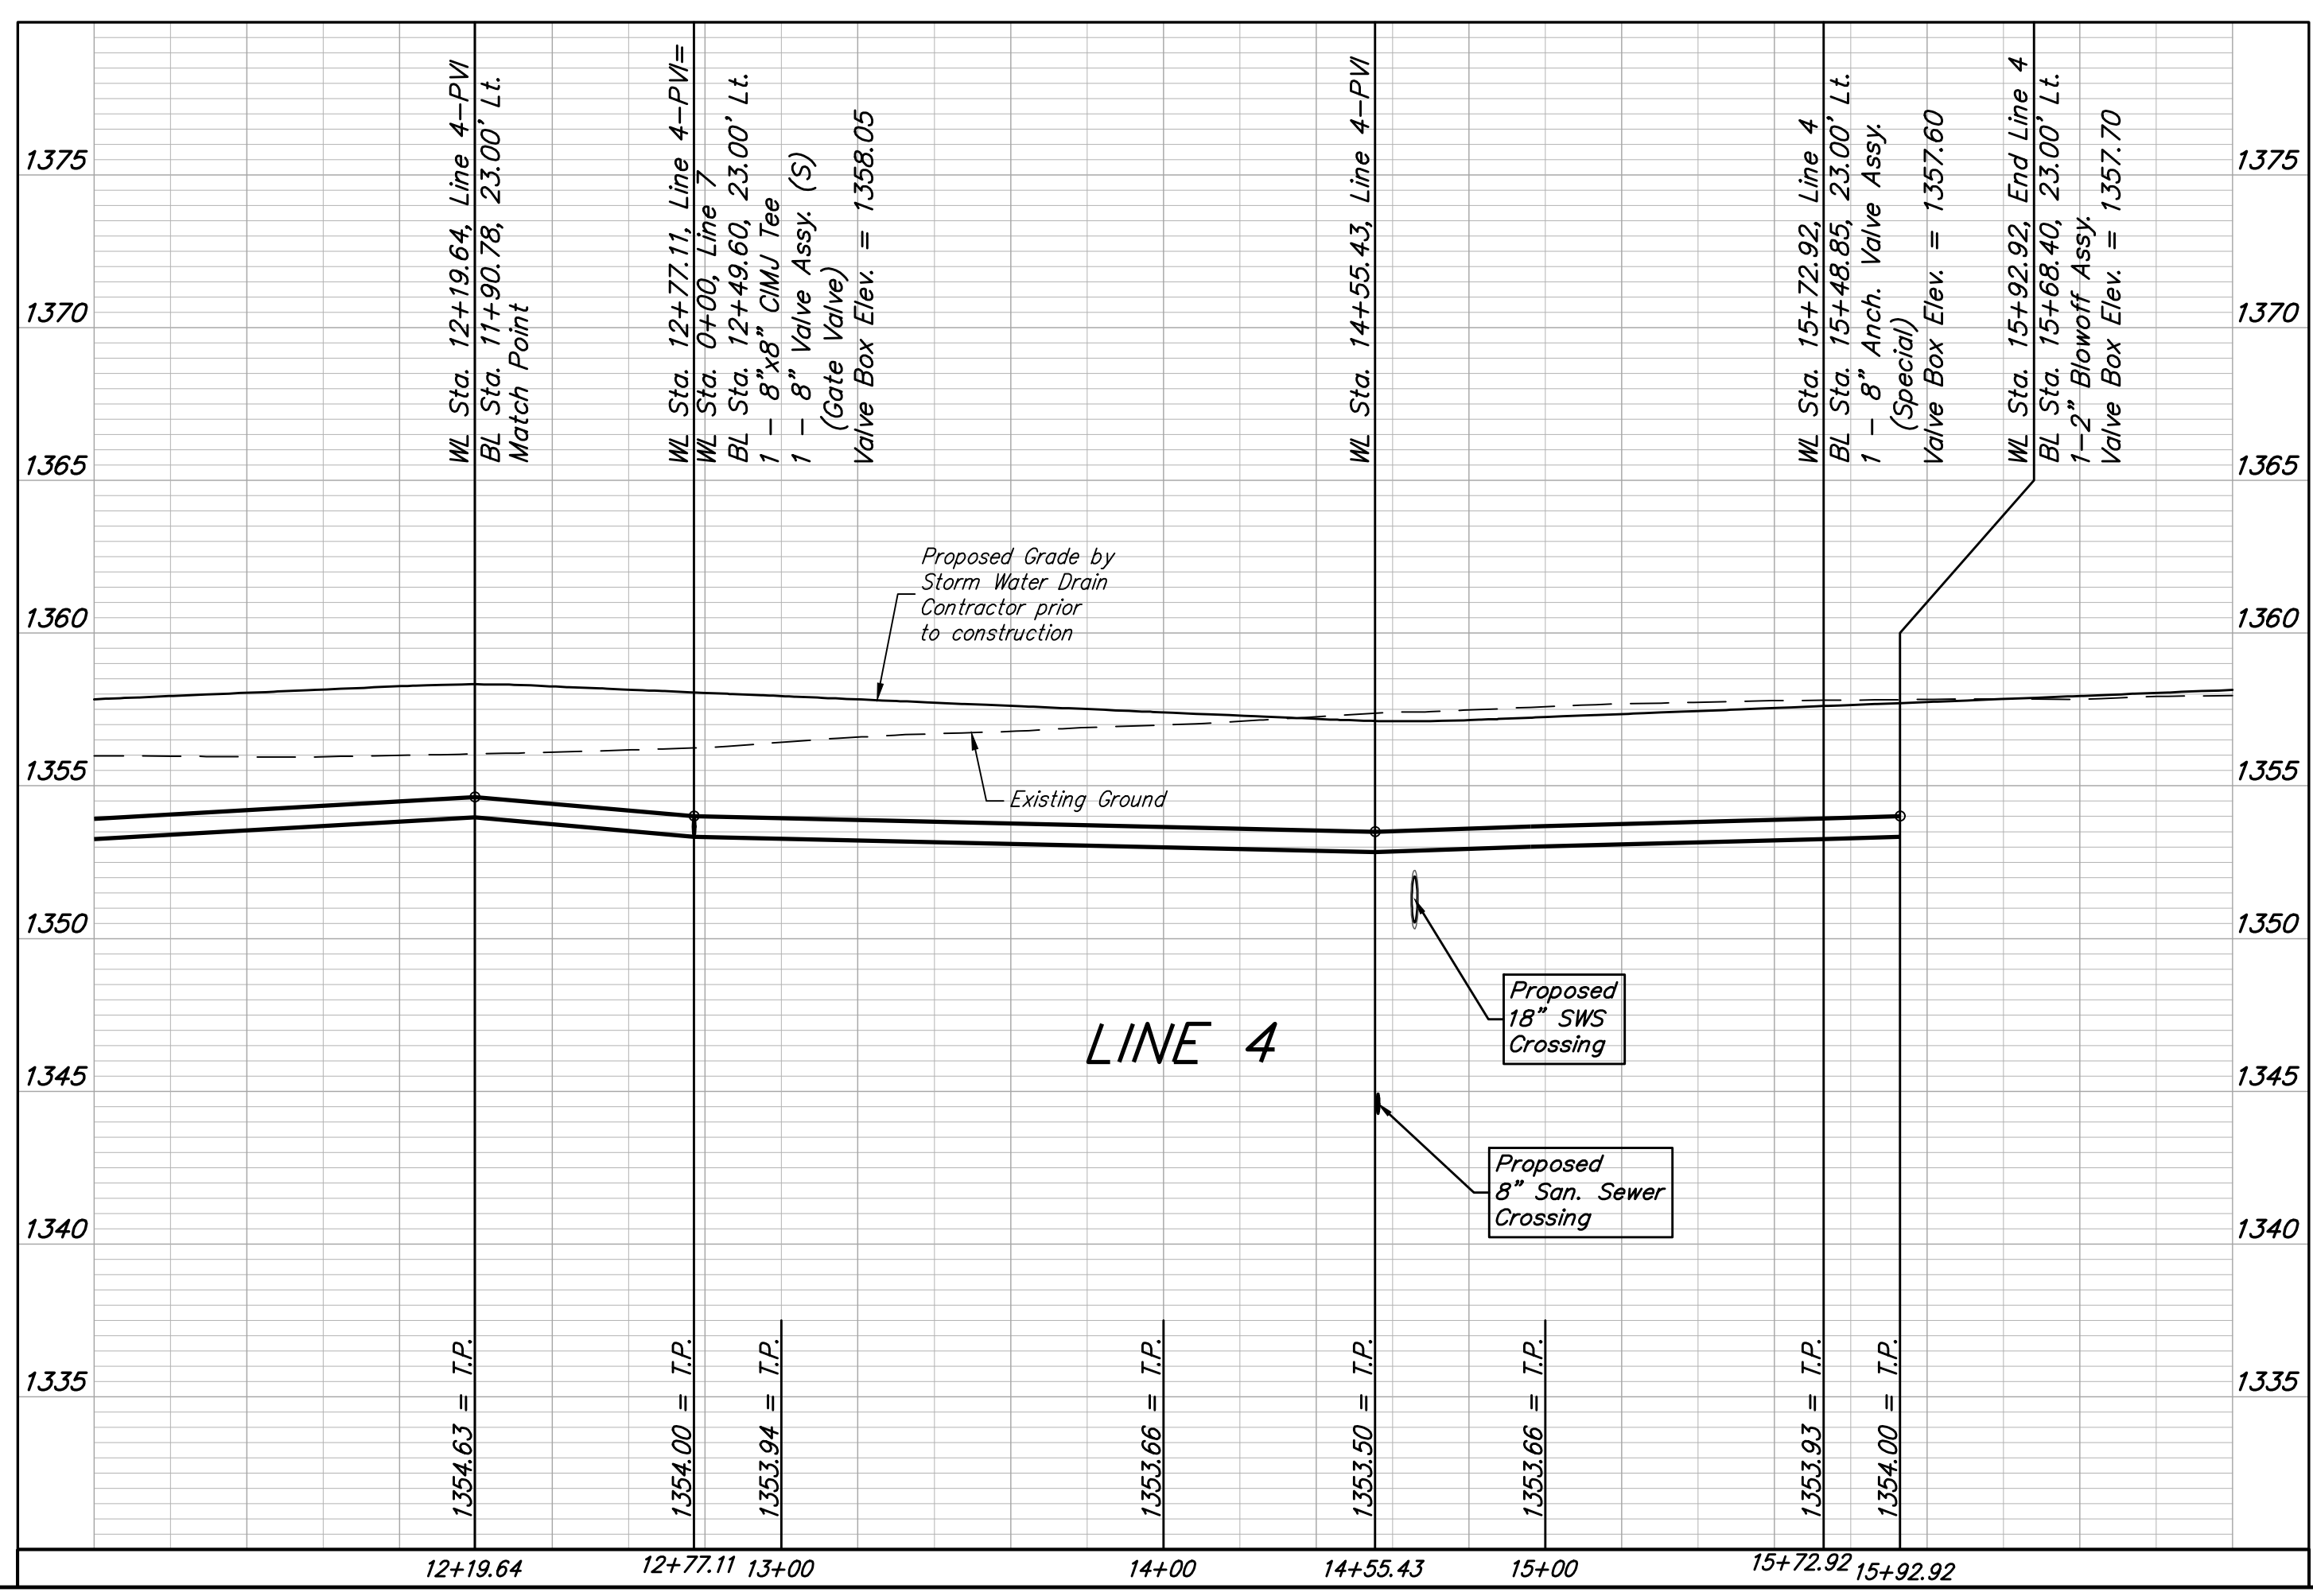 WL Sta. 12+19.64, Line 4-PVI
BL Sta. 11+90.78, 23.00' Lt.
Match Point
WL Sta. 12+77.11, Line 4-PVI=
WL Sta. 0+00, Line 7
BL Sta. 12+49.60, 23.00' Lt.
1 - 8"x8" CIMJ Tee
1 - 8" Valve Assy. (S)
(Gate Valve)
Valve Box Elev. = 1358.05
WL Sta. 14+55.43, Line 4-PVI
WL Sta. 15+72.92, Line 4
BL Sta. 15+48.85, 23.00' Lt.
1 - 8" Anch. Valve Assy.
(Special)
Valve Box Elev. = 1357.60
WL Sta. 15+92.92, End Line 4
BL Sta. 15+68.40, 23.00' Lt.
1-2" Blowoff Assy.
Valve Box Elev. = 1357.70
1375
1375
1370
1370
1365
1365
1360
1360
1355
1355
1350
1350
1345
1345
1340
1340
1335
1335
Proposed Grade by
Storm Water Drain
Contractor prior
to construction
Existing Ground
Proposed
18" SWS
Crossing
LINE 4
Proposed
8" San. Sewer
Crossing
1354.63 = T.P.
1354.00 = T.P.
1353.94 = T.P.
1353.66 = T.P.
1353.50 = T.P.
1353.66 = T.P.
1353.93 = T.P.
1354.00 = T.P.
12+19.64
12+77.11
13+00
14+00
14+55.43
15+00
15+72.92
15+92.92